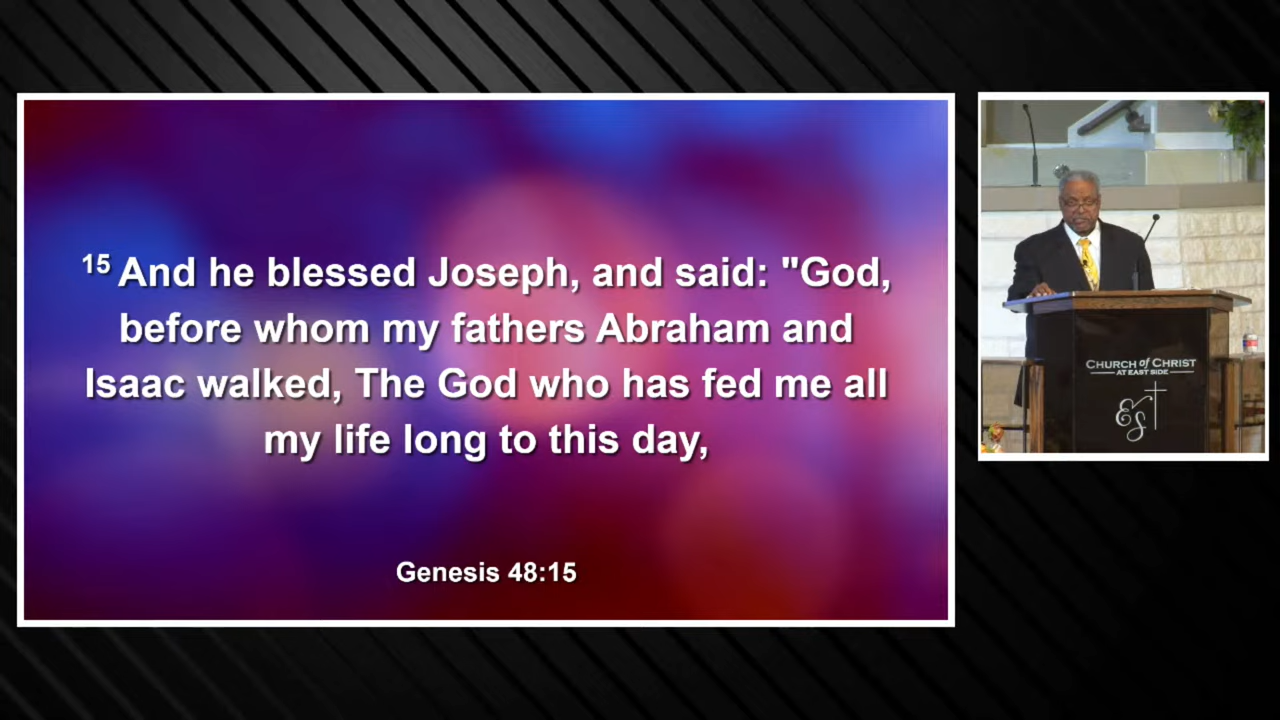 15 And he blessed Joseph, and said: "God,
before whom my fathers Abraham and
Isaac walked, The God who has fed me all
my life long to this day,
Genesis 48:15
CHURCH of CHRIST
AT EAST SIDE